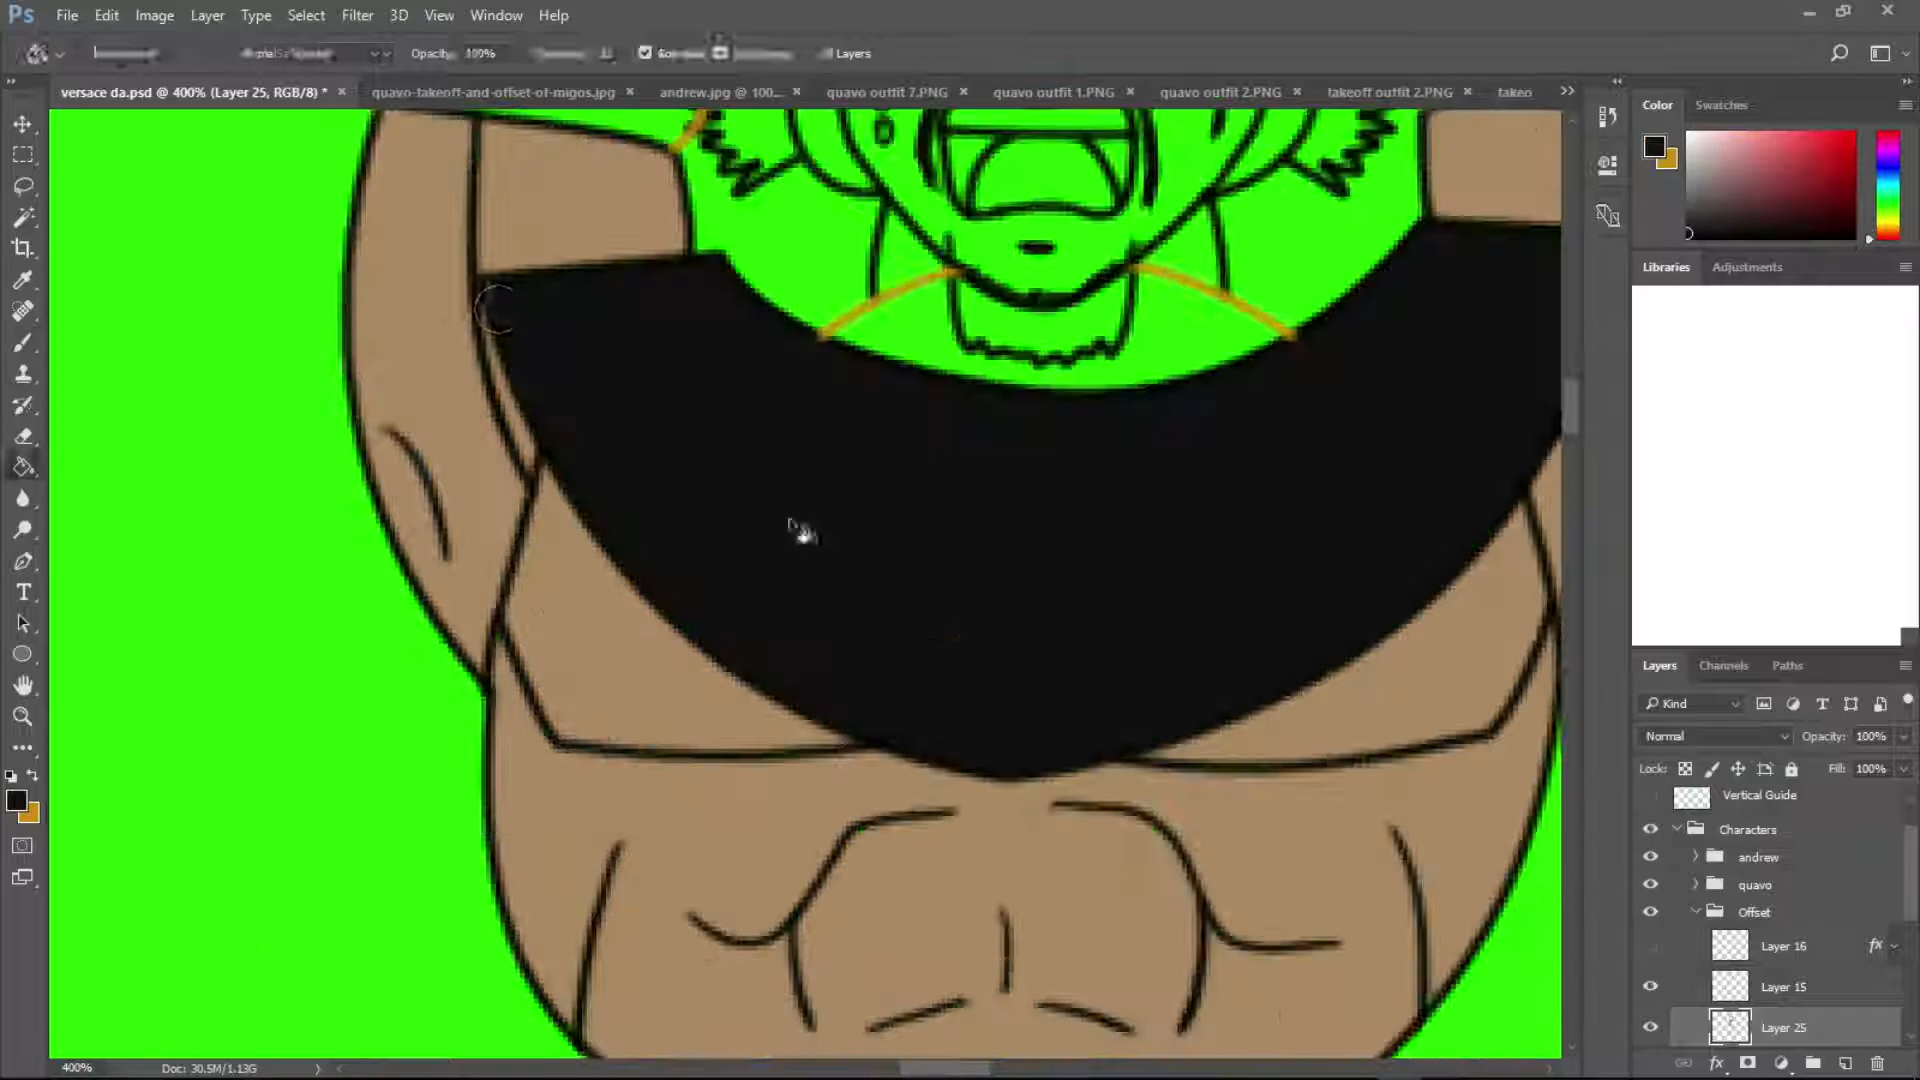 Ps File Edit Image Layer Type Select Filter 3D View Window Help
Opacity: 100% Layers
versace da.psd @ 400% (Layer 25, RGB/8) * quavo-takeoff-and-offset-of-migos.jpg andrew.jpg @ 100... quavo outfit 7.PNG quavo outfit 1.PNG quavo outfit 2.PNG takeoff outfit 2.PNG takeo
Color Swatches
Libraries Adjustments
Layers Channels Paths
Kind
Normal Opacity: 100%
Lock: Fill: 100%
Vertical Guide
Characters
andrew
quavo
Offset
Layer 16 fx
Layer 15
Layer 25
400% Doc: 30.5M/1.13G